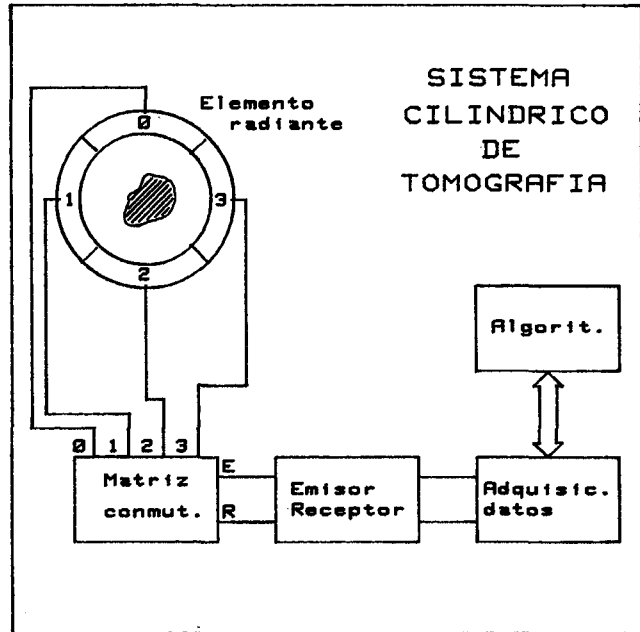 SISTEMA
CILINDRICO
DE
TOMOGRAFIA
Elemento
radiante
0
1
3
2
Algorit.
0 1 2 3
Matriz
conmut.
E
R
Emisor
Receptor
Adquisic.
datos